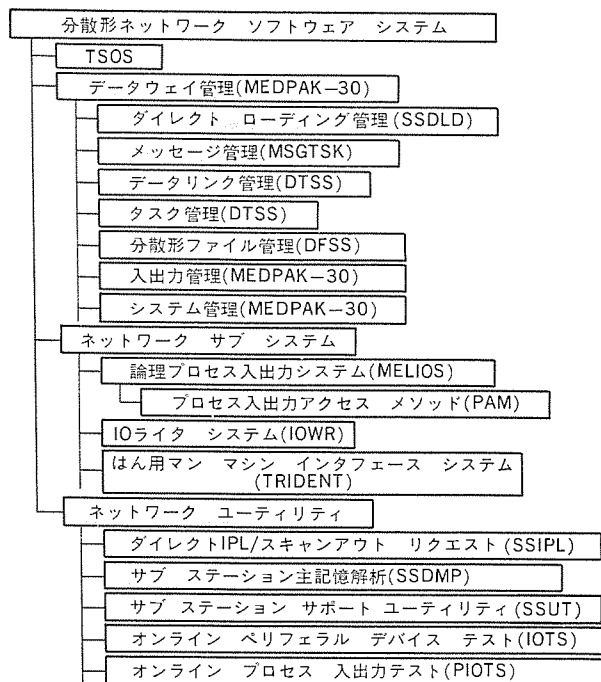 分散形ネットワーク ソフトウェア システム
TSOS
データウェイ管理(MEDPAK-30)
ダイレクト ローディング管理(SSDLD)
メッセージ管理(MSGTSK)
データリンク管理(DTSS)
タスク管理(DTSS)
分散形ファイル管理(DFSS)
入出力管理(MEDPAK-30)
システム管理(MEDPAK-30)
ネットワーク サブ システム
論理プロセス入出力システム(MELIOS)
プロセス入出力アクセス メソッド(PAM)
IOライタ システム(IOWR)
はん用マン マシン インタフェース システム
(TRIDENT)
ネットワーク ユーティリティ
ダイレクトIPL/スキャンアウト リクエスト(SSIPL)
サブ ステーション主記憶解析(SSDMP)
サブ ステーション サポート ユーティリティ(SSUT)
オンライン ペリフェラル デバイス テスト(IOTS)
オンライン プロセス 入出力テスト(PIOTS)